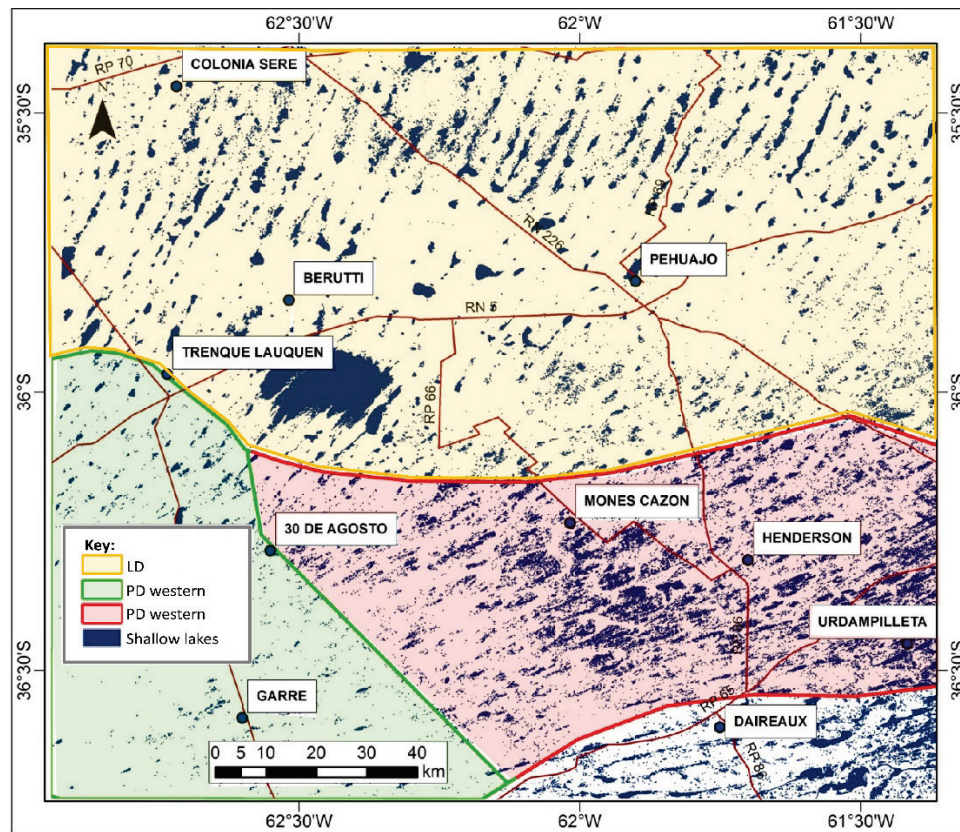 62°30'W
62°W
61°30'W
COLONIA SERE
RP 70
N
35°30'S
35°30'S
RN 226
PEHUAJO
BERUTTI
RN 5
TRENQUE LAUQUEN
36°S
36°S
RP 66
MONES CAZON
30 DE AGOSTO
HENDERSON
Key:
LD
PD western
PD western
Shallow lakes
URDAMPILLETA
36°30'S
36°30'S
GARRE
RP 65
DAIREAUX
RP 86
0 5 10 20 30 40
km
62°30'W
62°W
61°30'W